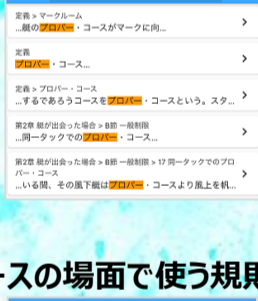 定義 > マークルーム
...艇のプロパー・コースがマークに向...
定義
プロパー・コース...
定義 > プロパー・コース
...するであろうコースをプロパー・コースという。スタ...
第2章 艇が出会った場合 > B節 一般制限
...同一タックでのプロパー・コース...
第2章 艇が出会った場合 > B節 一般制限 > 17 同一タックでのプロ
パー・コース
...いる間、その風下艇はプロパー・コースより風上を帆...
ースの場面で使う規則